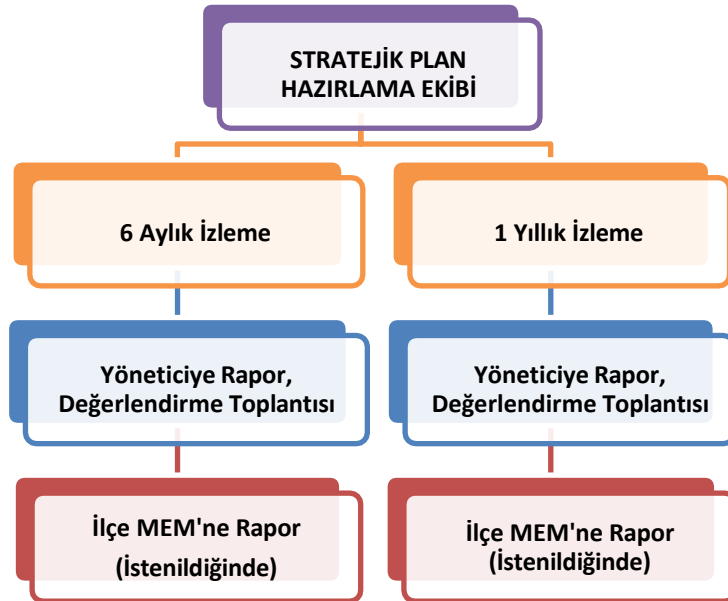 STRATEJİK PLAN
HAZIRLAMA EKİBİ
6 Aylık İzleme
1 Yıllık İzleme
Yöneticiye Rapor,
Değerlendirme Toplantısı
Yöneticiye Rapor,
Değerlendirme Toplantısı
İlçe MEM'ne Rapor
(İstenildiğinde)
İlçe MEM'ne Rapor
(İstenildiğinde)